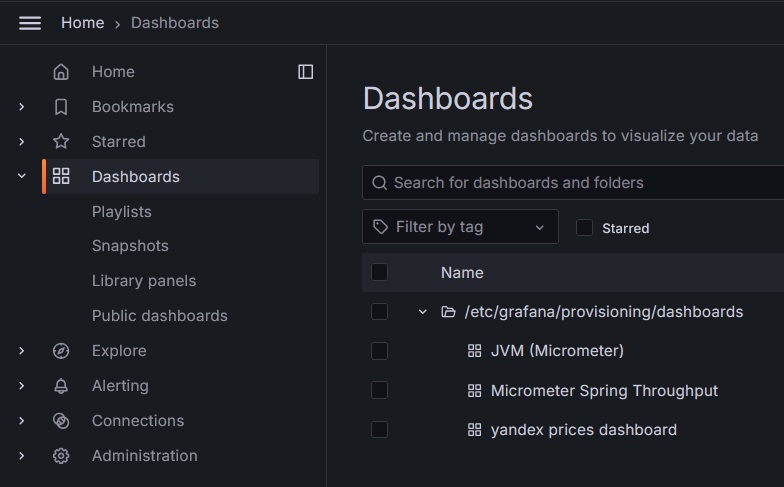 Home › Dashboards
Home
Bookmarks
Starred
Dashboards
Playlists
Snapshots
Library panels
Public dashboards
Explore
Alerting
Connections
Administration
Dashboards
Create and manage dashboards to visualize your data
Search for dashboards and folders
Filter by tag
Starred
Name
/etc/grafana/provisioning/dashboards
JVM (Micrometer)
Micrometer Spring Throughput
yandex prices dashboard